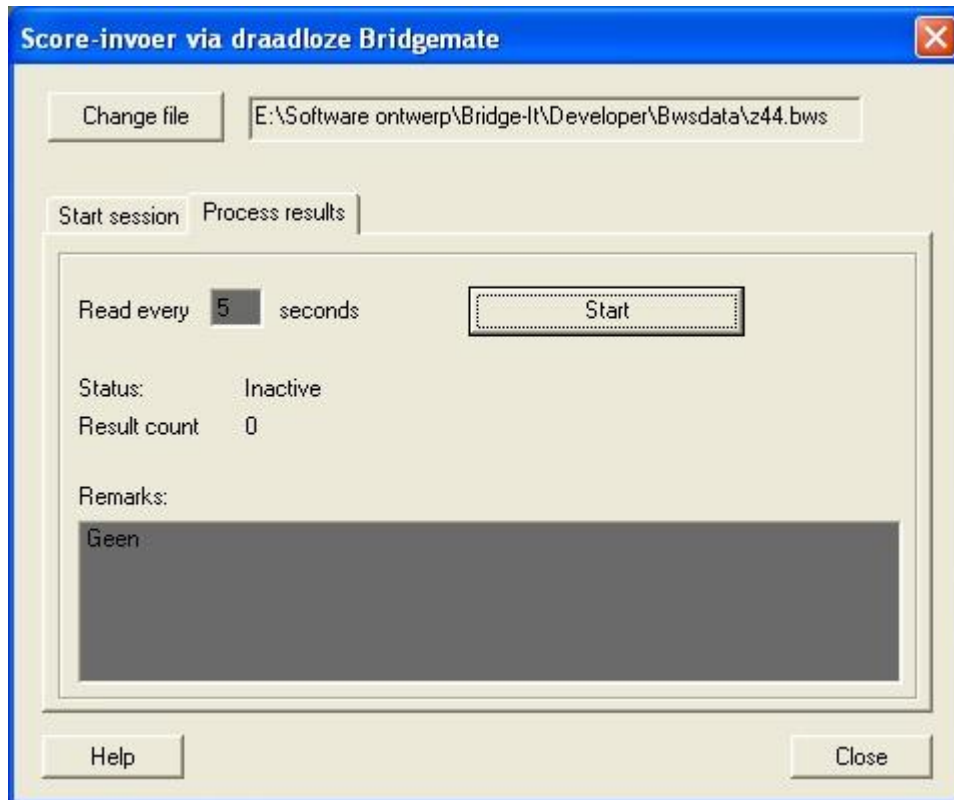 Score-invoer via draadloze Bridgemate
Change file
E:\Software ontwerp\Bridge-It\Developer\Bwsdata\z44.bws
Start session Process results
Read every 5 seconds Start
Status: Inactive
Result count 0
Remarks:
Geen
Help Close